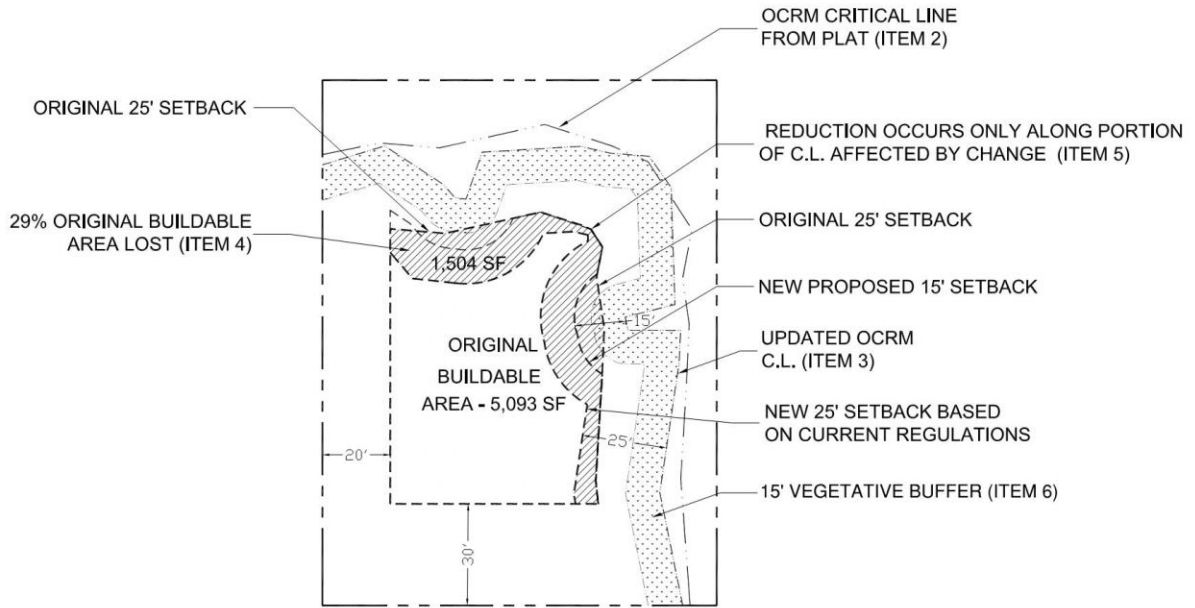 OCRM CRITICAL LINE
FROM PLAT (ITEM 2)
ORIGINAL 25' SETBACK
REDUCTION OCCURS ONLY ALONG PORTION
OF C.L. AFFECTED BY CHANGE (ITEM 5)
29% ORIGINAL BUILDABLE
AREA LOST (ITEM 4)
ORIGINAL 25' SETBACK
1,504 SF
NEW PROPOSED 15' SETBACK
15'
ORIGINAL
BUILDABLE
AREA - 5,093 SF
UPDATED OCRM
C.L. (ITEM 3)
NEW 25' SETBACK BASED
ON CURRENT REGULATIONS
25'
20'
15' VEGETATIVE BUFFER (ITEM 6)
30'